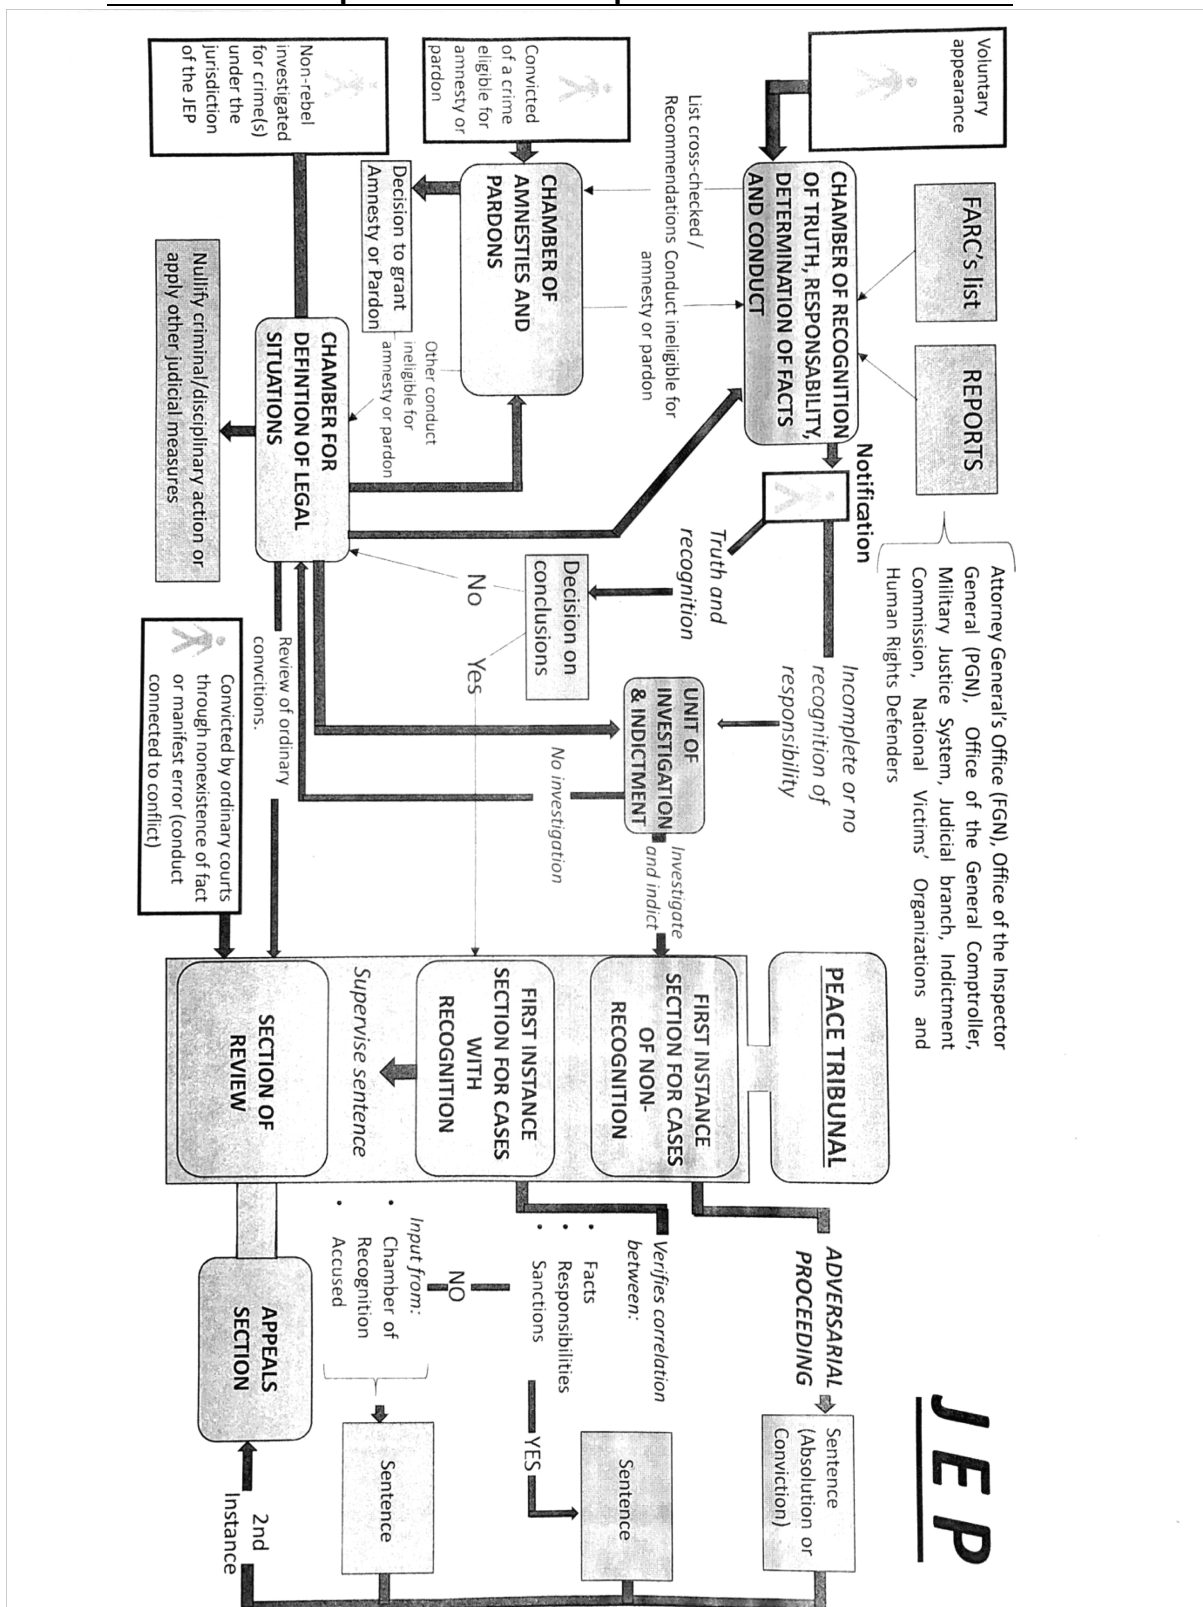 J E P
Voluntary
appearance
FARC's list
REPORTS
Attorney General's Office (FGN), Office of the Inspector
General (PGN), Office of the General Comptroller,
Military Justice System, Judicial branch, Indictment
Commission, National Victims' Organizations and
Human Rights Defenders
CHAMBER OF RECOGNITION
OF TRUTH, RESPONSABILITY,
DETERMINATION OF FACTS
AND CONDUCT
Notification
Incomplete or no
recognition of
responsibility
Truth and
recognition
List cross-checked /
Recommendations
Conduct ineligible for
amnesty or pardon
Convicted
of a crime
eligible for
amnesty or
pardon
CHAMBER OF
AMNESTIES AND
PARDONS
Decision to grant
Amnesty or Pardon
Other conduct
ineligible for
amnesty or pardon
Decision on
conclusions
No
Yes
UNIT OF
INVESTIGATION
& INDICTMENT
Investigate
and indict
No investigation
Non-rebel
investigated
for crime(s)
under the
jurisdiction
of the JEP
CHAMBER FOR
DEFINTION OF LEGAL
SITUATIONS
Nullify criminal/disciplinary action or
apply other judicial measures
Review of ordinary
convcitions.
Convicted by ordinary courts
through nonexistence of fact
or manifest error (conduct
connected to conflict)
PEACE TRIBUNAL
FIRST INSTANCE
SECTION FOR CASES
OF NON-
RECOGNITION
FIRST INSTANCE
SECTION FOR CASES
WITH
RECOGNITION
Supervise sentence
SECTION OF
REVIEW
ADVERSARIAL
PROCEEDING
Sentence
(Absolution or
Conviction)
Verifies correlation
between:
• Facts
• Responsibilities
• Sanctions
YES
Sentence
NO
Input from:
• Chamber of
Recognition
• Accused
Sentence
APPEALS
SECTION
2nd
Instance